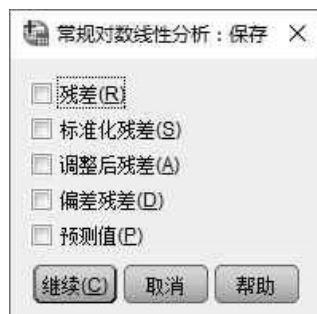 常规对数线性分析：保存
残差(R)
标准化残差(S)
调整后残差(A)
偏差残差(D)
预测值(P)
继续(C) 取消 帮助